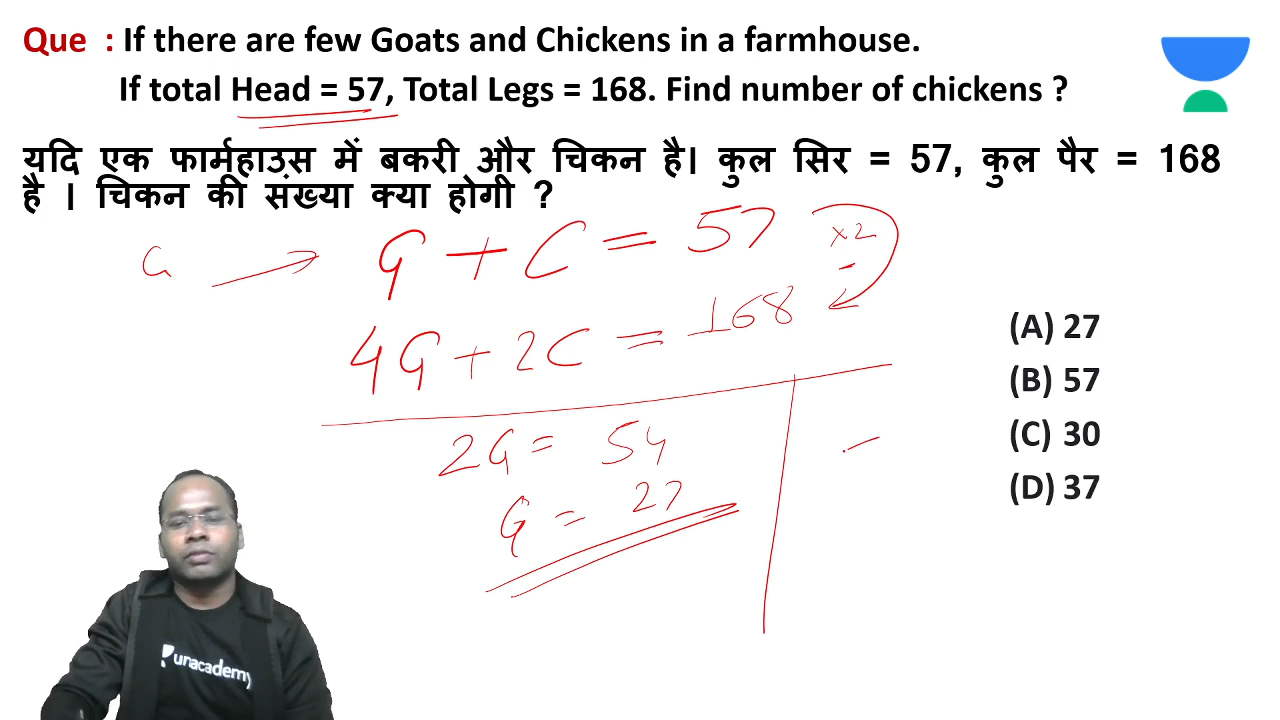 Que : If there are few Goats and Chickens in a farmhouse.
If total Head = 57, Total Legs = 168. Find number of chickens ?
यदि एक फार्महाउस में बकरी और चिकन है। कुल सिर = 57, कुल पैर = 168
है । चिकन की संख्या क्या होगी ?
G G + C = 57 ×2
4G + 2C = 168
2G = 54
G = 27
(A) 27
(B) 57
(C) 30
(D) 37
unacademy